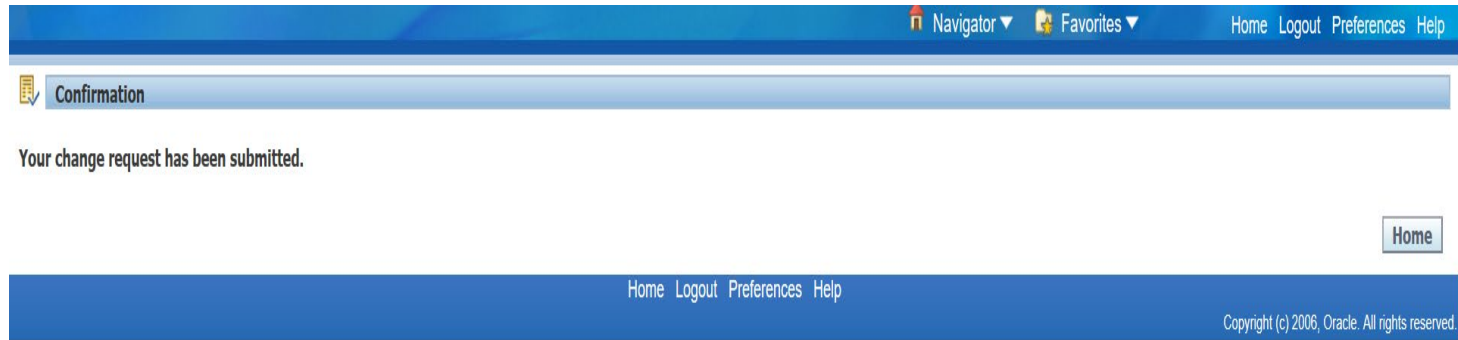 Navigator Favorites Home Logout Preferences Help
Confirmation
Your change request has been submitted.
Home
Home Logout Preferences Help
Copyright (c) 2006, Oracle. All rights reserved.